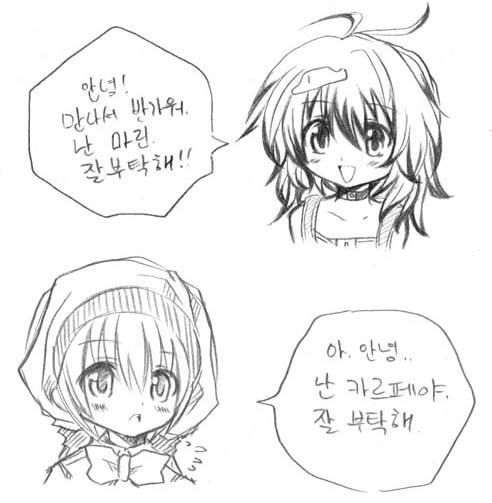 안녕!
만나서 반가워.
난 마린.
잘 부탁해!!
아. 안녕..
난 카르페야.
잘 부탁해.